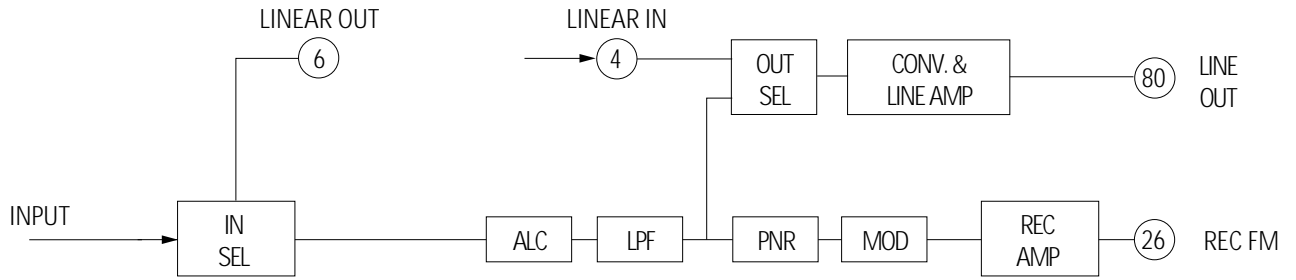 LINEAR OUT
LINEAR IN
6
4
OUT
SEL
CONV. &
LINE AMP
80
LINE
OUT
INPUT
IN
SEL
ALC
LPF
PNR
MOD
REC
AMP
26
REC FM